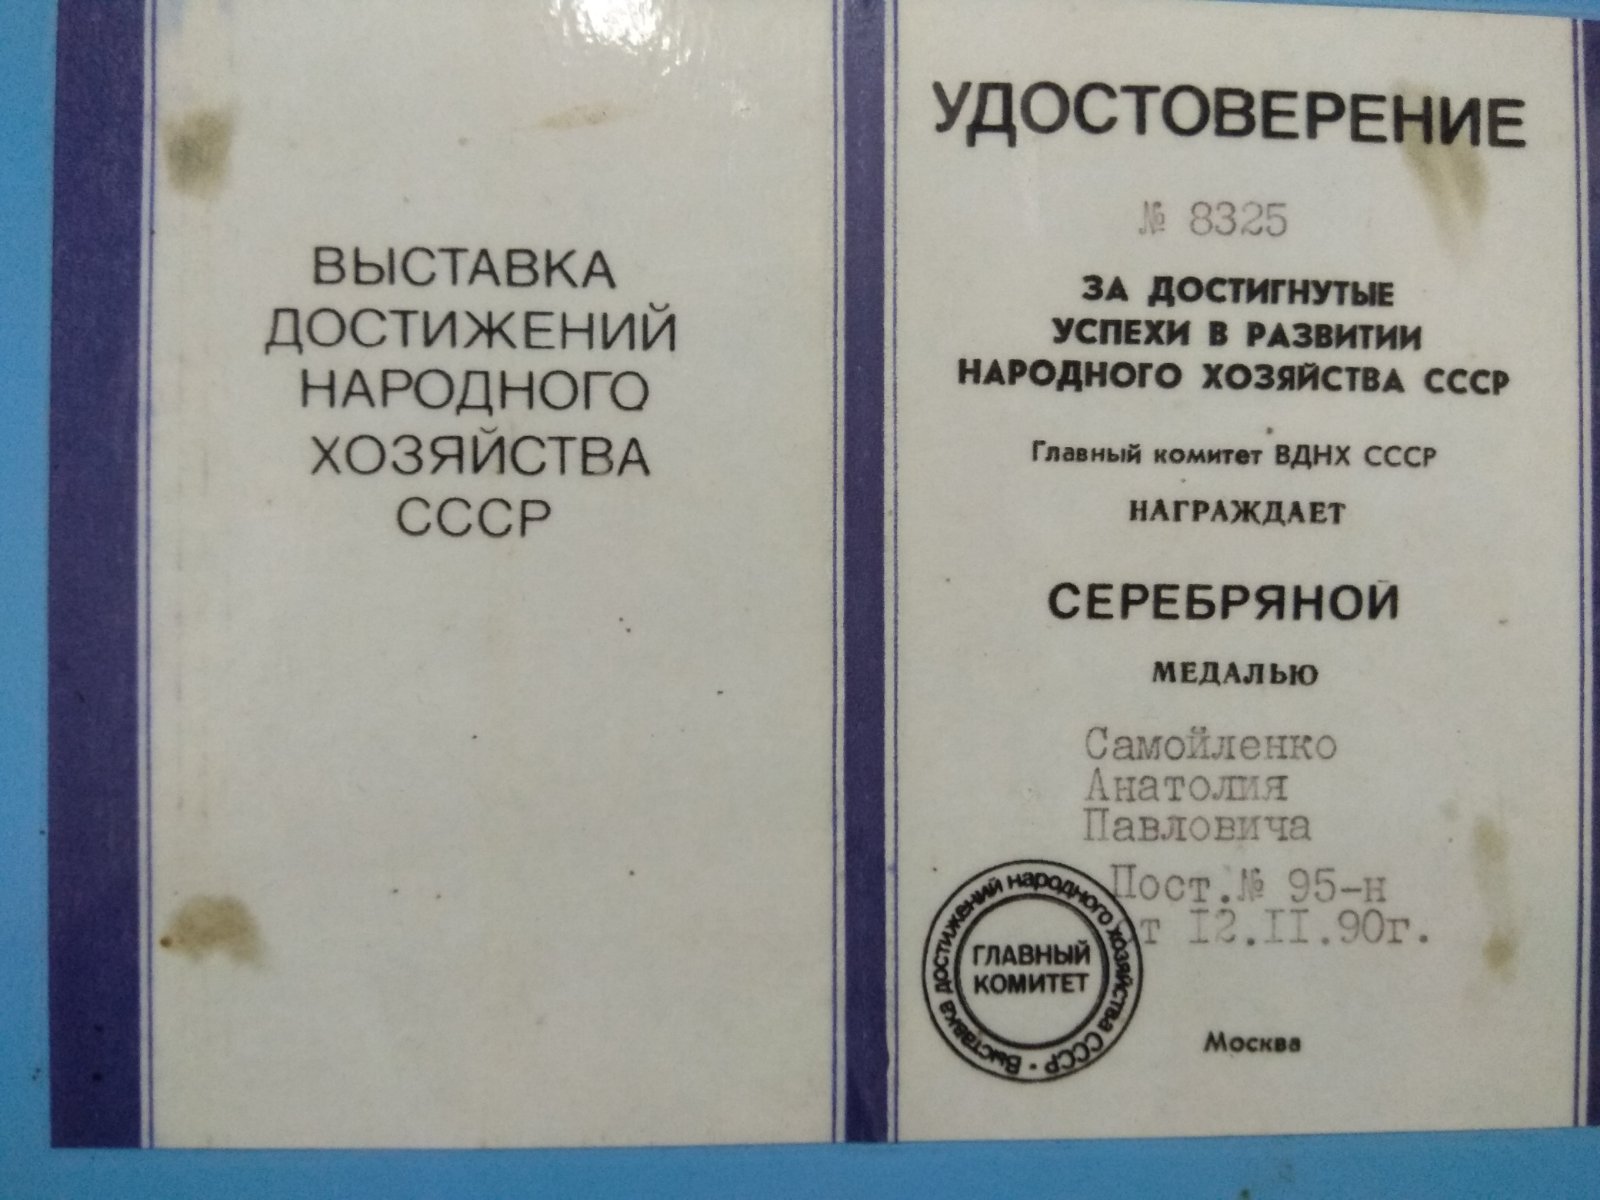 ВЫСТАВКА
ДОСТИЖЕНИЙ
НАРОДНОГО
ХОЗЯЙСТВА
СССР
УДОСТОВЕРЕНИЕ
№ 8325
ЗА ДОСТИГНУТЫЕ
УСПЕХИ В РАЗВИТИИ
НАРОДНОГО ХОЗЯЙСТВА СССР
Главный комитет ВДНХ СССР
НАГРАЖДАЕТ
СЕРЕБРЯНОЙ
МЕДАЛЬЮ
Самойленко
Анатолия
Павловича
Пост.№ 95-н
от 12.II.90г.
Выставка достижений народного хозяйства СССР •
ГЛАВНЫЙ
КОМИТЕТ
Москва